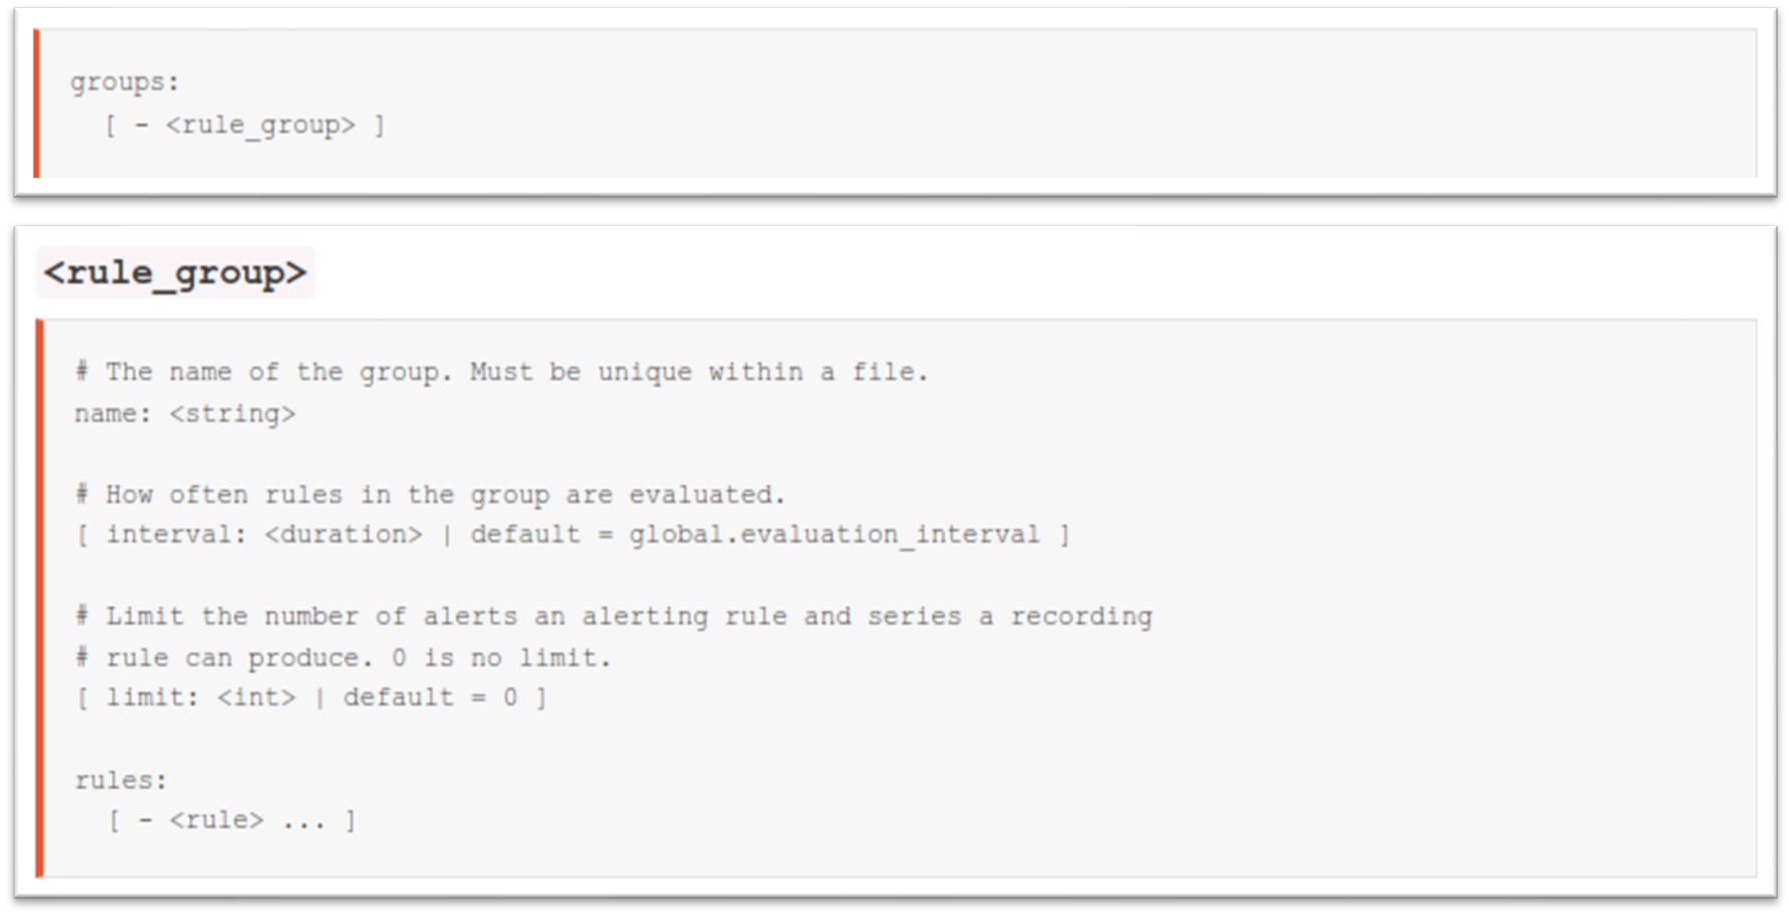 groups:
  [ - <rule_group> ]
<rule_group>
# The name of the group. Must be unique within a file.
name: <string>
# How often rules in the group are evaluated.
[ interval: <duration> | default = global.evaluation_interval ]
# Limit the number of alerts an alerting rule and series a recording
# rule can produce. 0 is no limit.
[ limit: <int> | default = 0 ]
rules:
  [ - <rule> ... ]